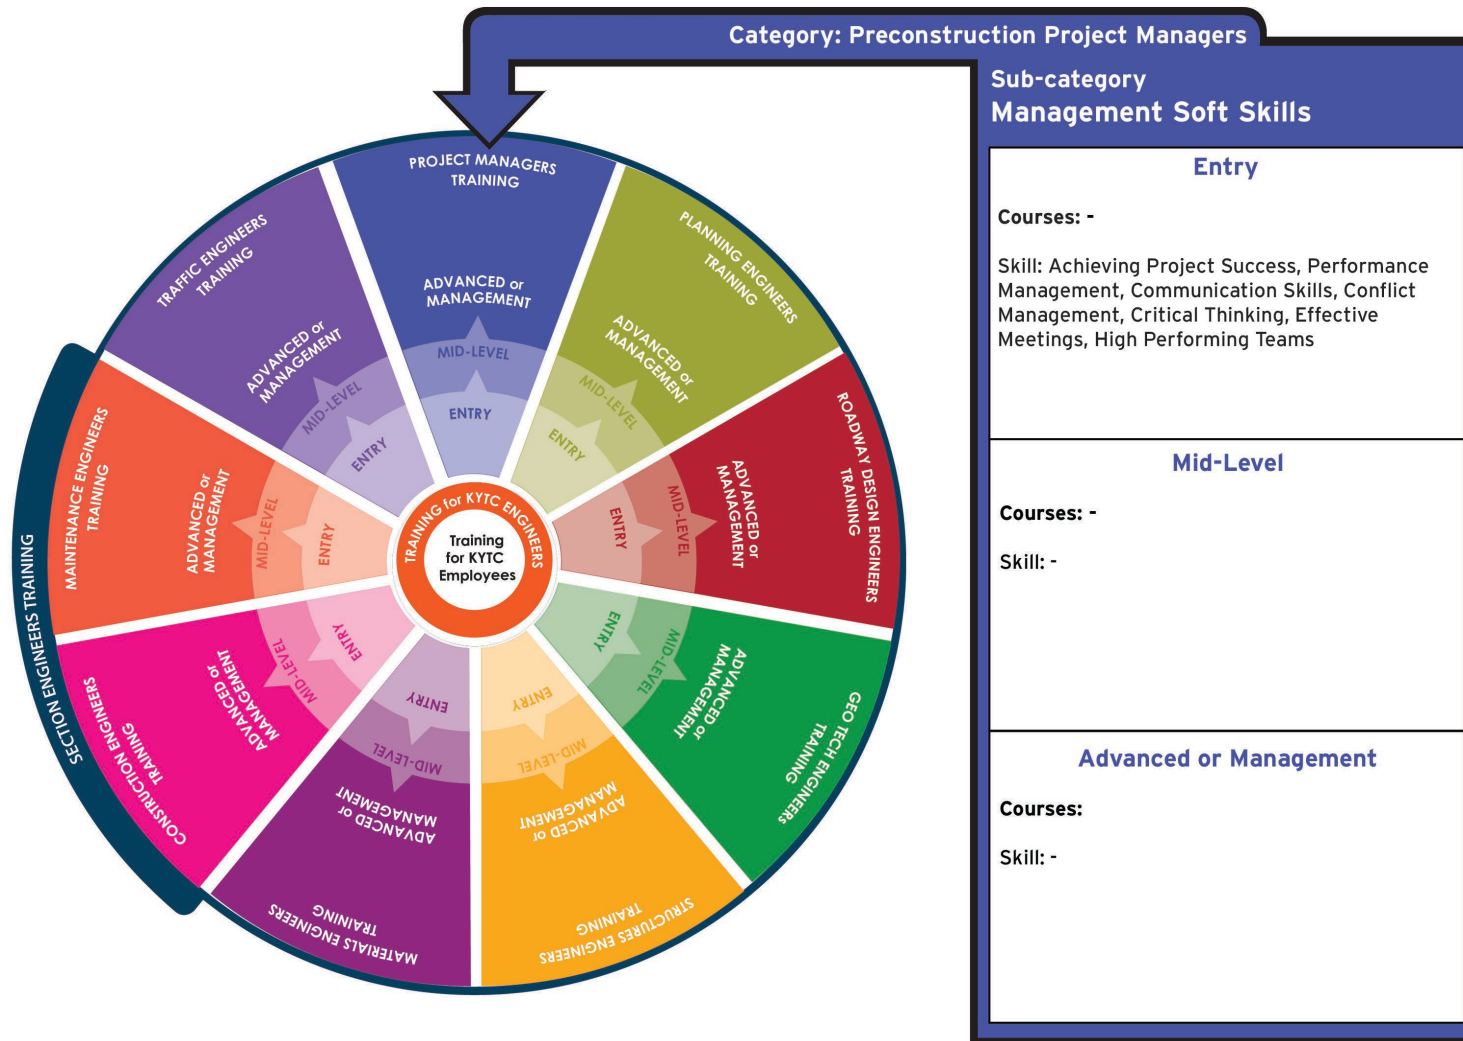 Category: Preconstruction Project Managers
Sub-category
Management Soft Skills
Entry
Courses: -
Skill: Achieving Project Success, Performance
Management, Communication Skills, Conflict
Management, Critical Thinking, Effective
Meetings, High Performing Teams
Mid-Level
Courses: -
Skill: -
Advanced or Management
Courses:
Skill: -
PROJECT MANAGERS
TRAINING
ADVANCED or
MANAGEMENT
MID-LEVEL
ENTRY
PLANNING ENGINEERS
TRAINING
ADVANCED or
MANAGEMENT
MID-LEVEL
ENTRY
ROADWAY DESIGN ENGINEERS
TRAINING
ADVANCED or
MANAGEMENT
MID-LEVEL
ENTRY
GEO TECH ENGINEERS
TRAINING
ADVANCED or
MANAGEMENT
MID-LEVEL
ENTRY
STRUCTURES ENGINEERS
TRAINING
ADVANCED or
MANAGEMENT
MID-LEVEL
ENTRY
MATERIALS ENGINEERS
TRAINING
ADVANCED or
MANAGEMENT
MID-LEVEL
ENTRY
CONSTRUCTION ENGINEERS
TRAINING
ADVANCED or
MANAGEMENT
MID-LEVEL
ENTRY
MAINTENANCE ENGINEERS
TRAINING
ADVANCED or
MANAGEMENT
MID-LEVEL
ENTRY
TRAFFIC ENGINEERS
TRAINING
ADVANCED or
MANAGEMENT
MID-LEVEL
ENTRY
SECTION ENGINEERS TRAINING
TRAINING for KYTC ENGINEERS
Training
for KYTC
Employees